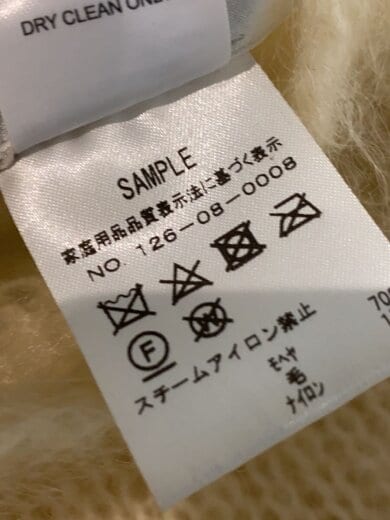 DRY CLEAN ONL
SAMPLE
家庭用品品質表示法に基づく表示
NO. 126-08-0008
F
W
スチームアイロン禁止
モヘヤ 70
毛 1
ナイロン